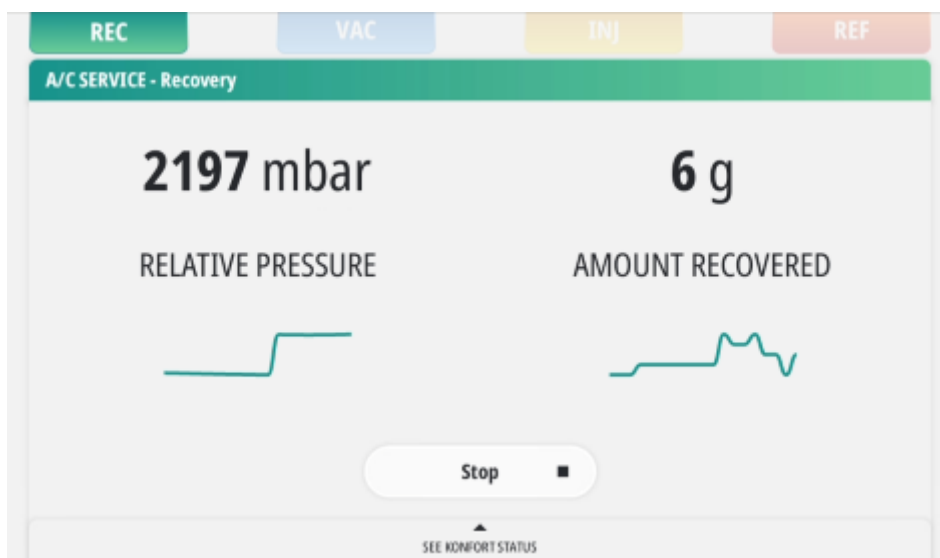 REC VAC INJ REF
A/C SERVICE - Recovery
2197 mbar 6 g
RELATIVE PRESSURE AMOUNT RECOVERED
Stop
SEE KONFORT STATUS